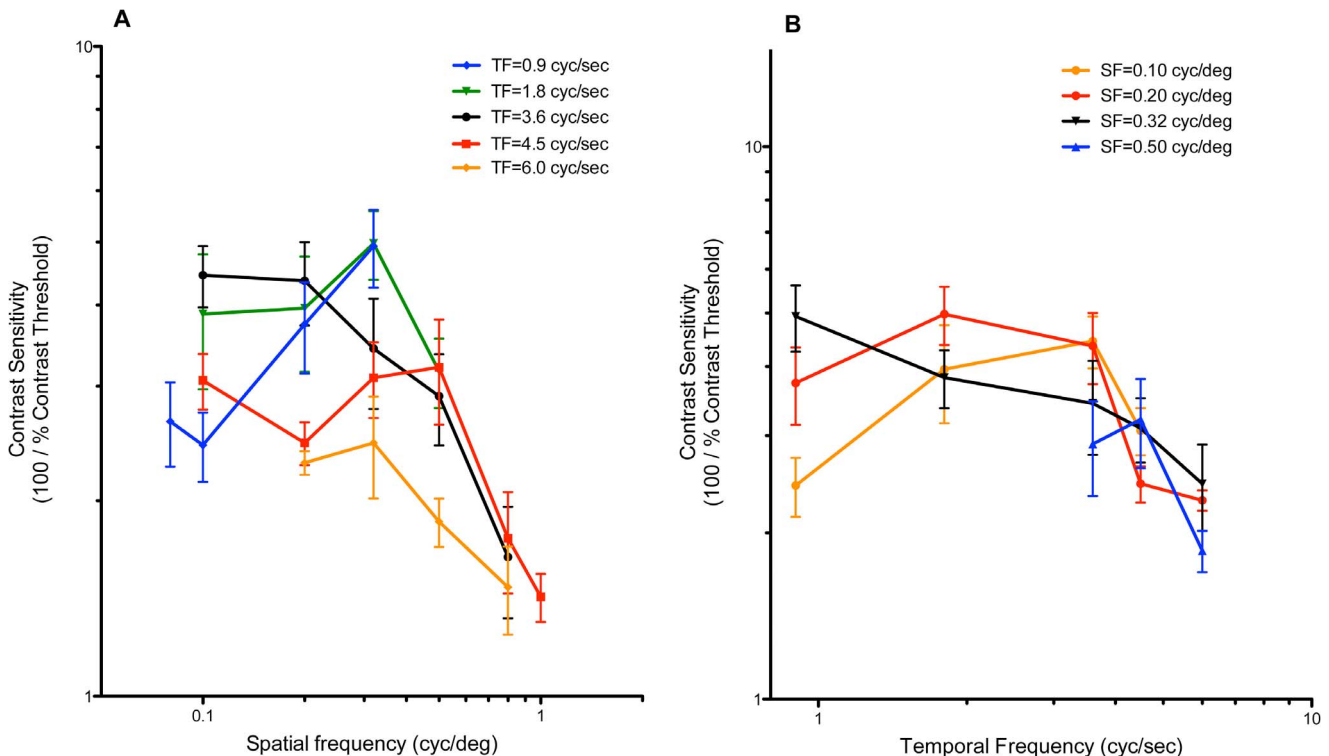 A
10
TF=0.9 cyc/sec
TF=1.8 cyc/sec
TF=3.6 cyc/sec
TF=4.5 cyc/sec
TF=6.0 cyc/sec
Contrast Sensitivity
(100 / % Contrast Threshold)
1
0.1
1
Spatial frequency (cyc/deg)
B
SF=0.10 cyc/deg
SF=0.20 cyc/deg
SF=0.32 cyc/deg
SF=0.50 cyc/deg
10
Contrast Sensitivity
(100 / % Contrast Threshold)
1
1
10
Temporal Frequency (cyc/sec)